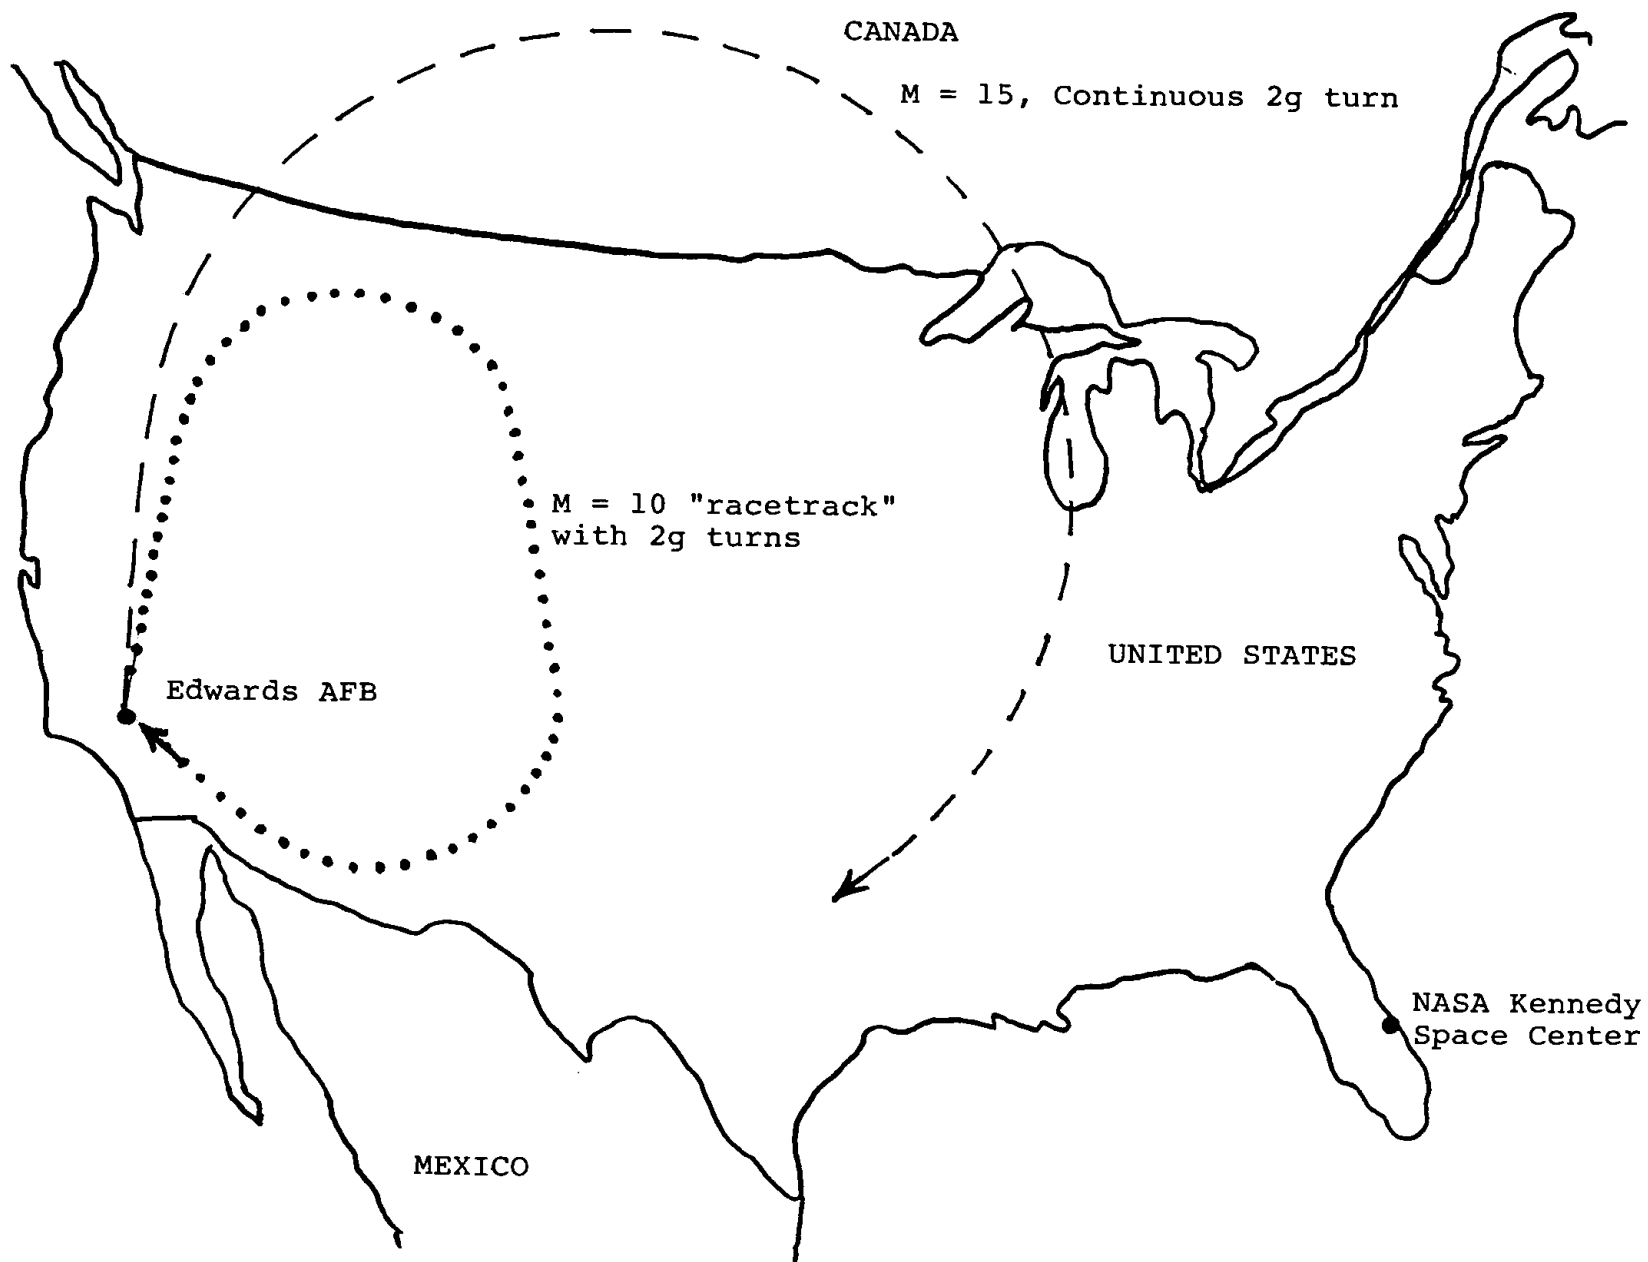 CANADA
M = 15, Continuous 2g turn
M = 10 "racetrack"
with 2g turns
UNITED STATES
Edwards AFB
NASA Kennedy
Space Center
MEXICO